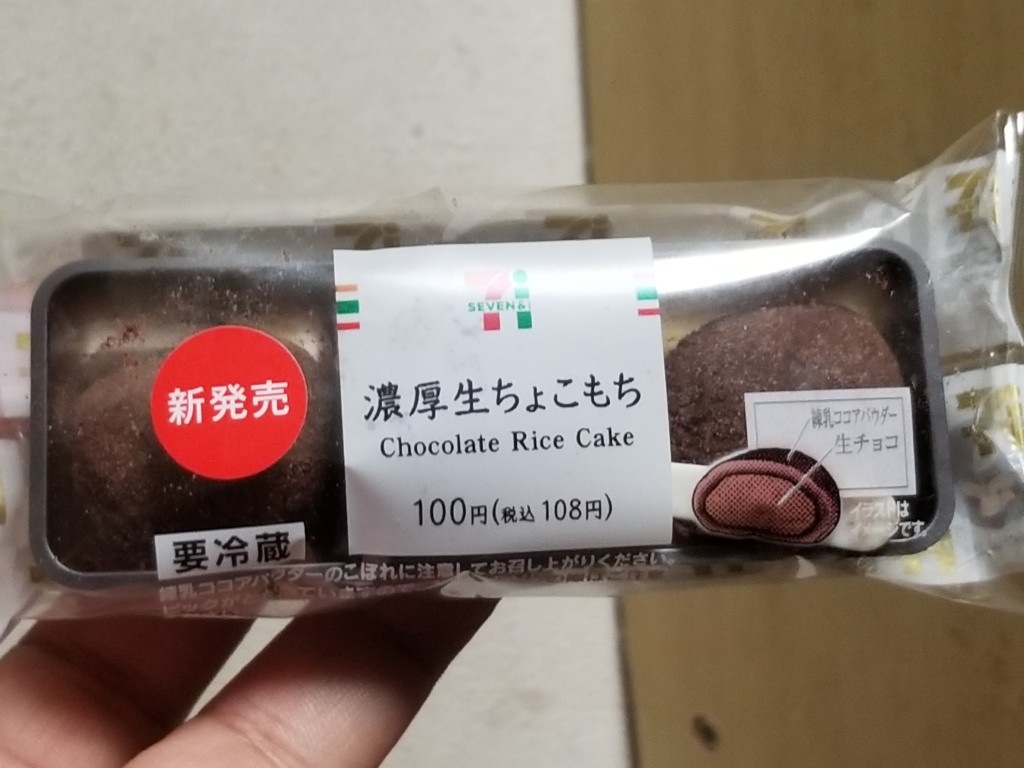 SEVEN&i
新発売
濃厚生ちょこもち
Chocolate Rice Cake
100円(税込 108円)
練乳ココアパウダー
生チョコ
イラストは
イメージです。
要冷蔵
練乳ココアパウダーのこぼれに注意してお召し上がりください。